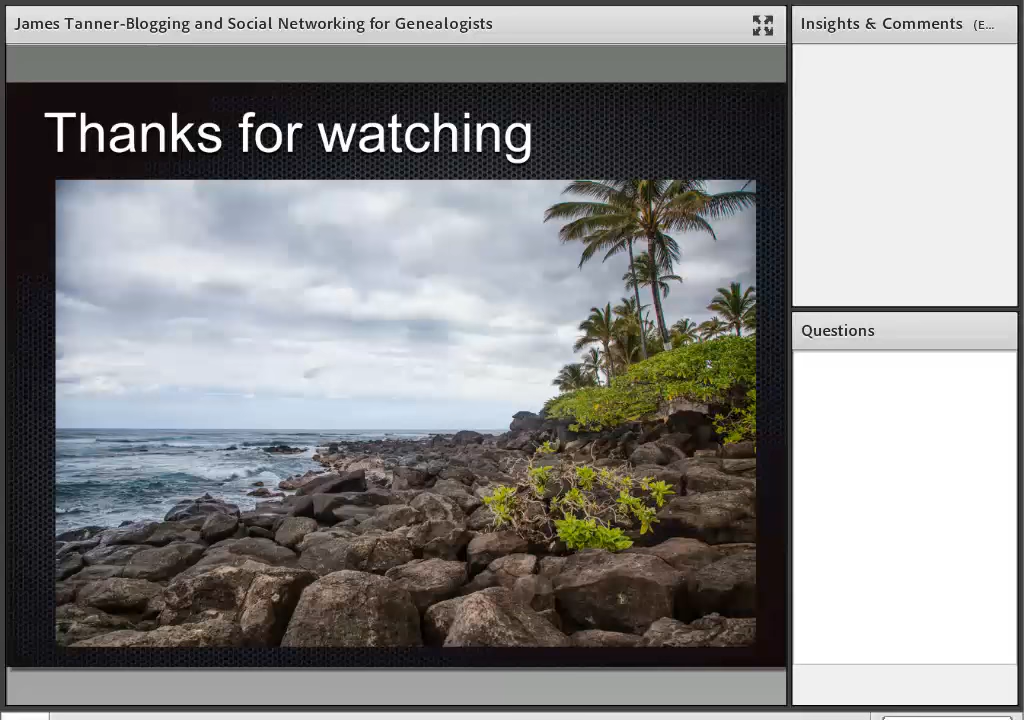 James Tanner-Blogging and Social Networking for Genealogists
Insights & Comments (E...
Thanks for watching
Questions